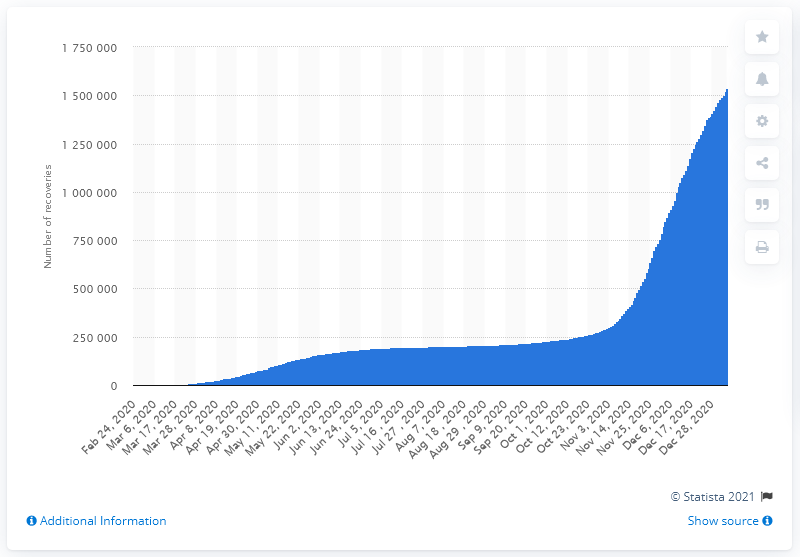 1 750 000
1 500 000
1 250 000
1 000 000
750 000
500 000
250 000
0
Number of recoveries
Feb 24, 2020
Mar 6, 2020
Mar 17, 2020
Mar 28, 2020
Apr 8, 2020
Apr 19, 2020
Apr 30, 2020
May 11, 2020
May 22, 2020
Jun 2, 2020
Jun 13, 2020
Jun 24, 2020
Jul 5, 2020
Jul 16 , 2020
Jul 27 , 2020
Aug 7, 2020
Aug 18, 2020
Aug 29 , 2020
Sep 9, 2020
Sep 20, 2020
Oct 1, 2020
Oct 12, 2020
Oct 23, 2020
Nov 3, 2020
Nov 14, 2020
Nov 25, 2020
Dec 6, 2020
Dec 17, 2020
Dec 28, 2020
© Statista 2021
Additional Information
Show source